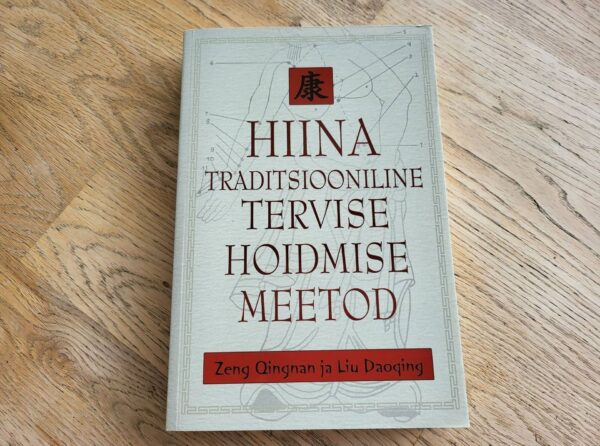 康
HIINA
TRADITSIOONILINE
TERVISE
HOIDMISE
MEETOD
Zeng Qingnan ja Liu Daoqing